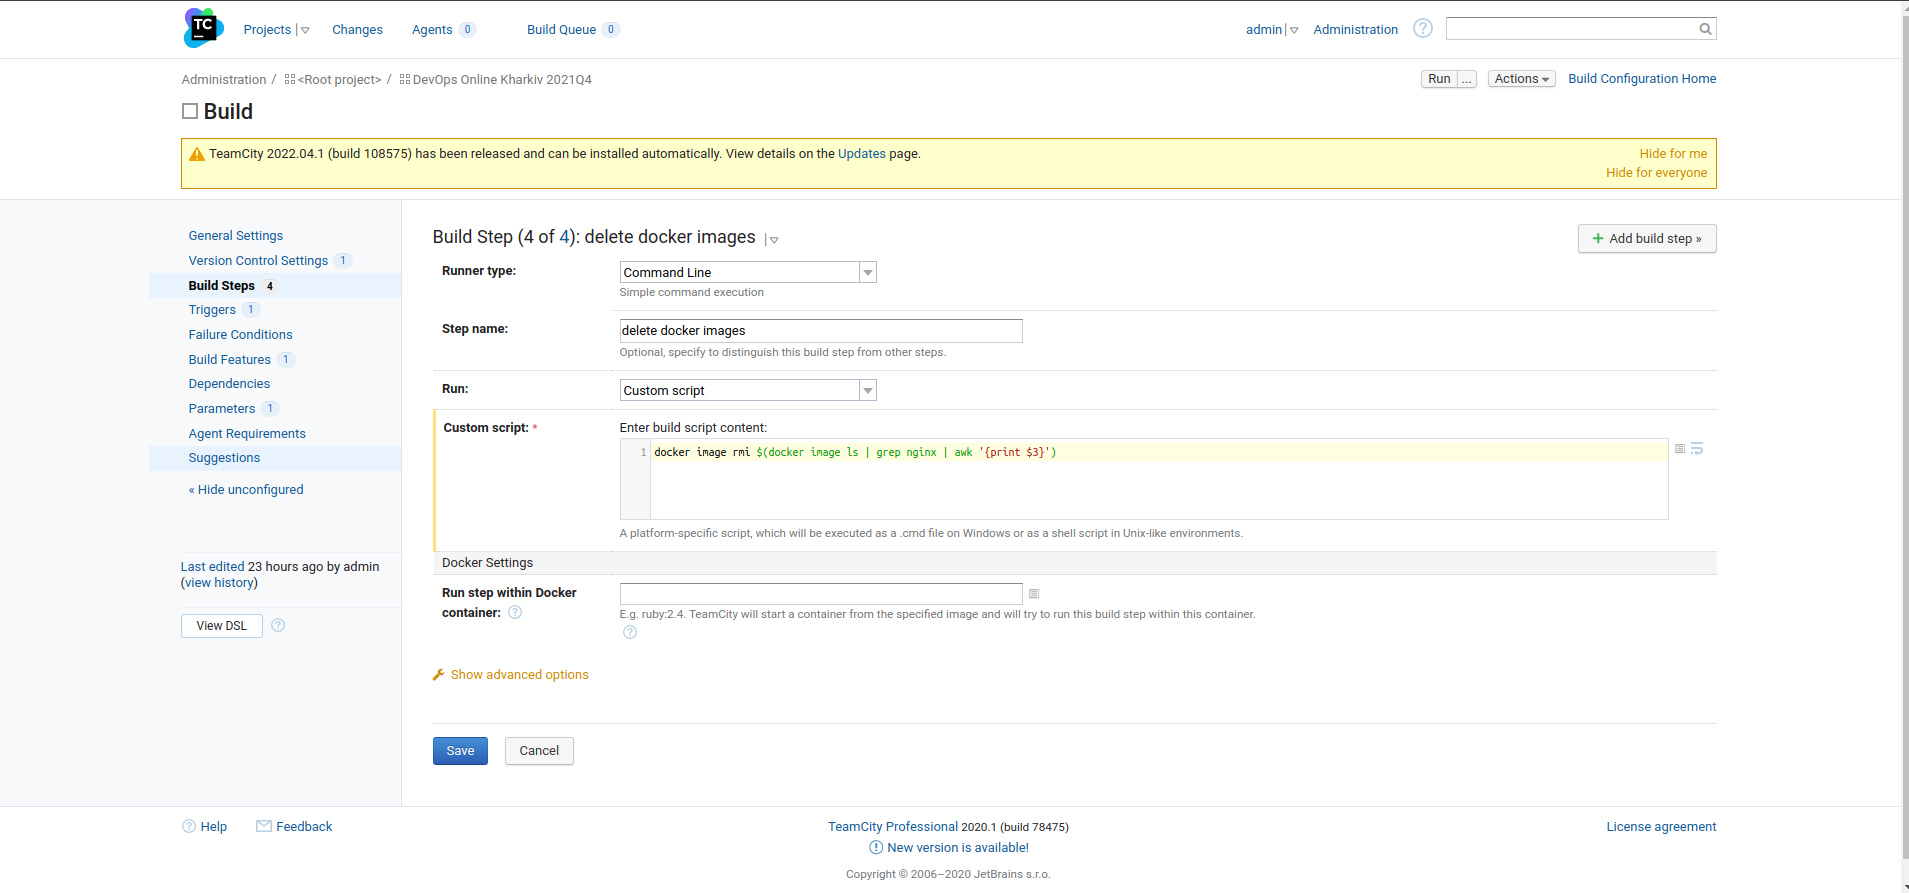 TC
Projects
Changes
Agents 0
Build Queue 0
admin
Administration
?
Administration / <Root project> / DevOps Online Kharkiv 2021Q4
Run ...
Actions
Build Configuration Home
Build
TeamCity 2022.04.1 (build 108575) has been released and can be installed automatically. View details on the Updates page.
Hide for me
Hide for everyone
General Settings
Version Control Settings 1
Build Steps 4
Triggers 1
Failure Conditions
Build Features 1
Dependencies
Parameters 1
Agent Requirements
Suggestions
« Hide unconfigured
Last edited 23 hours ago by admin
(view history)
View DSL ?
Build Step (4 of 4): delete docker images
+ Add build step »
Runner type:
Command Line
Simple command execution
Step name:
delete docker images
Optional, specify to distinguish this build step from other steps.
Run:
Custom script
Custom script: *
Enter build script content:
1 docker image rmi $(docker image ls | grep nginx | awk '{print $3}')
A platform-specific script, which will be executed as a .cmd file on Windows or as a shell script in Unix-like environments.
Docker Settings
Run step within Docker
container: ?
E.g. ruby:2.4. TeamCity will start a container from the specified image and will try to run this build step within this container.
?
Show advanced options
Save
Cancel
? Help
Feedback
TeamCity Professional 2020.1 (build 78475)
License agreement
New version is available!
Copyright © 2006–2020 JetBrains s.r.o.